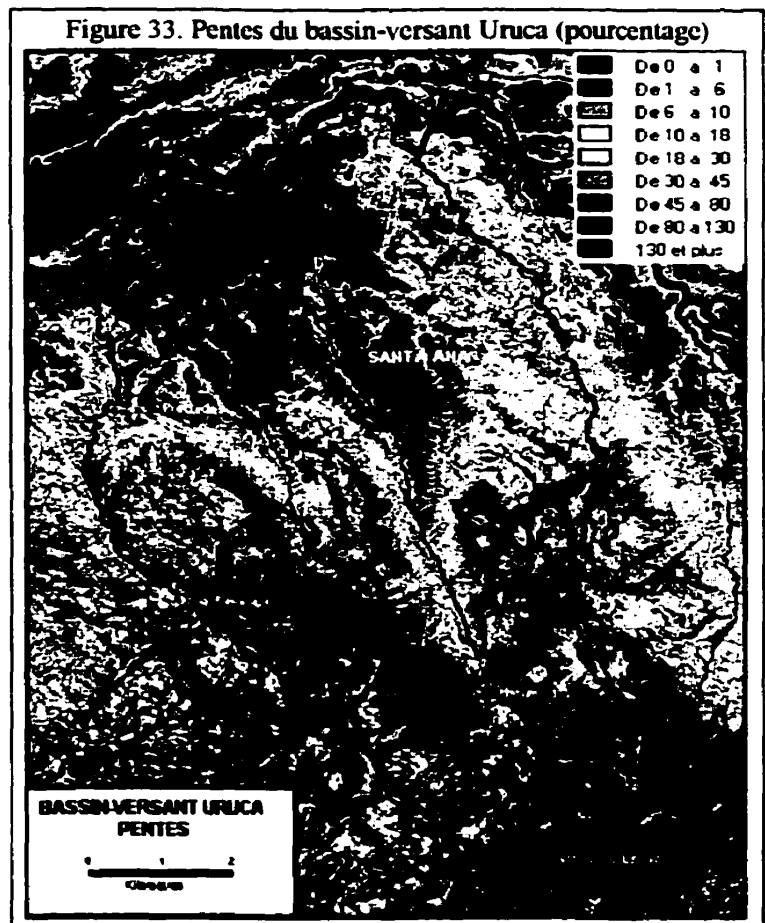 Figure 33. Pentes du bassin-versant Uruca (pourcentage)
De 0 a 1
De 1 a 6
De 6 a 10
De 10 a 18
De 18 a 30
De 30 a 45
De 45 a 80
De 80 a 130
130 et plus
SANTA ANA
BASSIN-VERSANT URUCA
PENTES
0 1 2